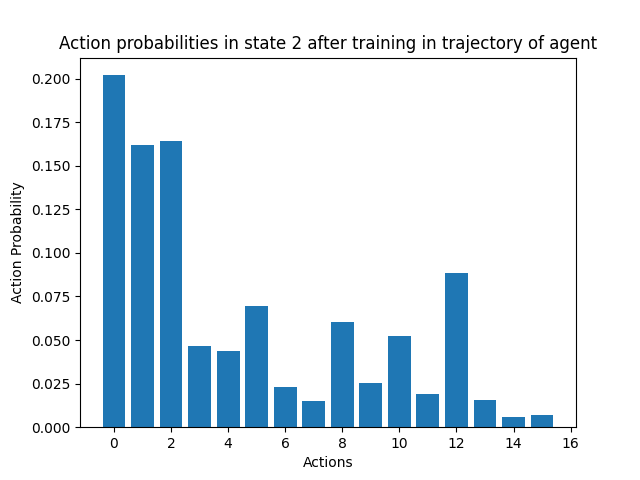 Action probabilities in state 2 after training in trajectory of agent
0.200
0.175
0.150
0.125
0.100
0.075
0.050
0.025
0.000
Action Probability
0 2 4 6 8 10 12 14 16
Actions